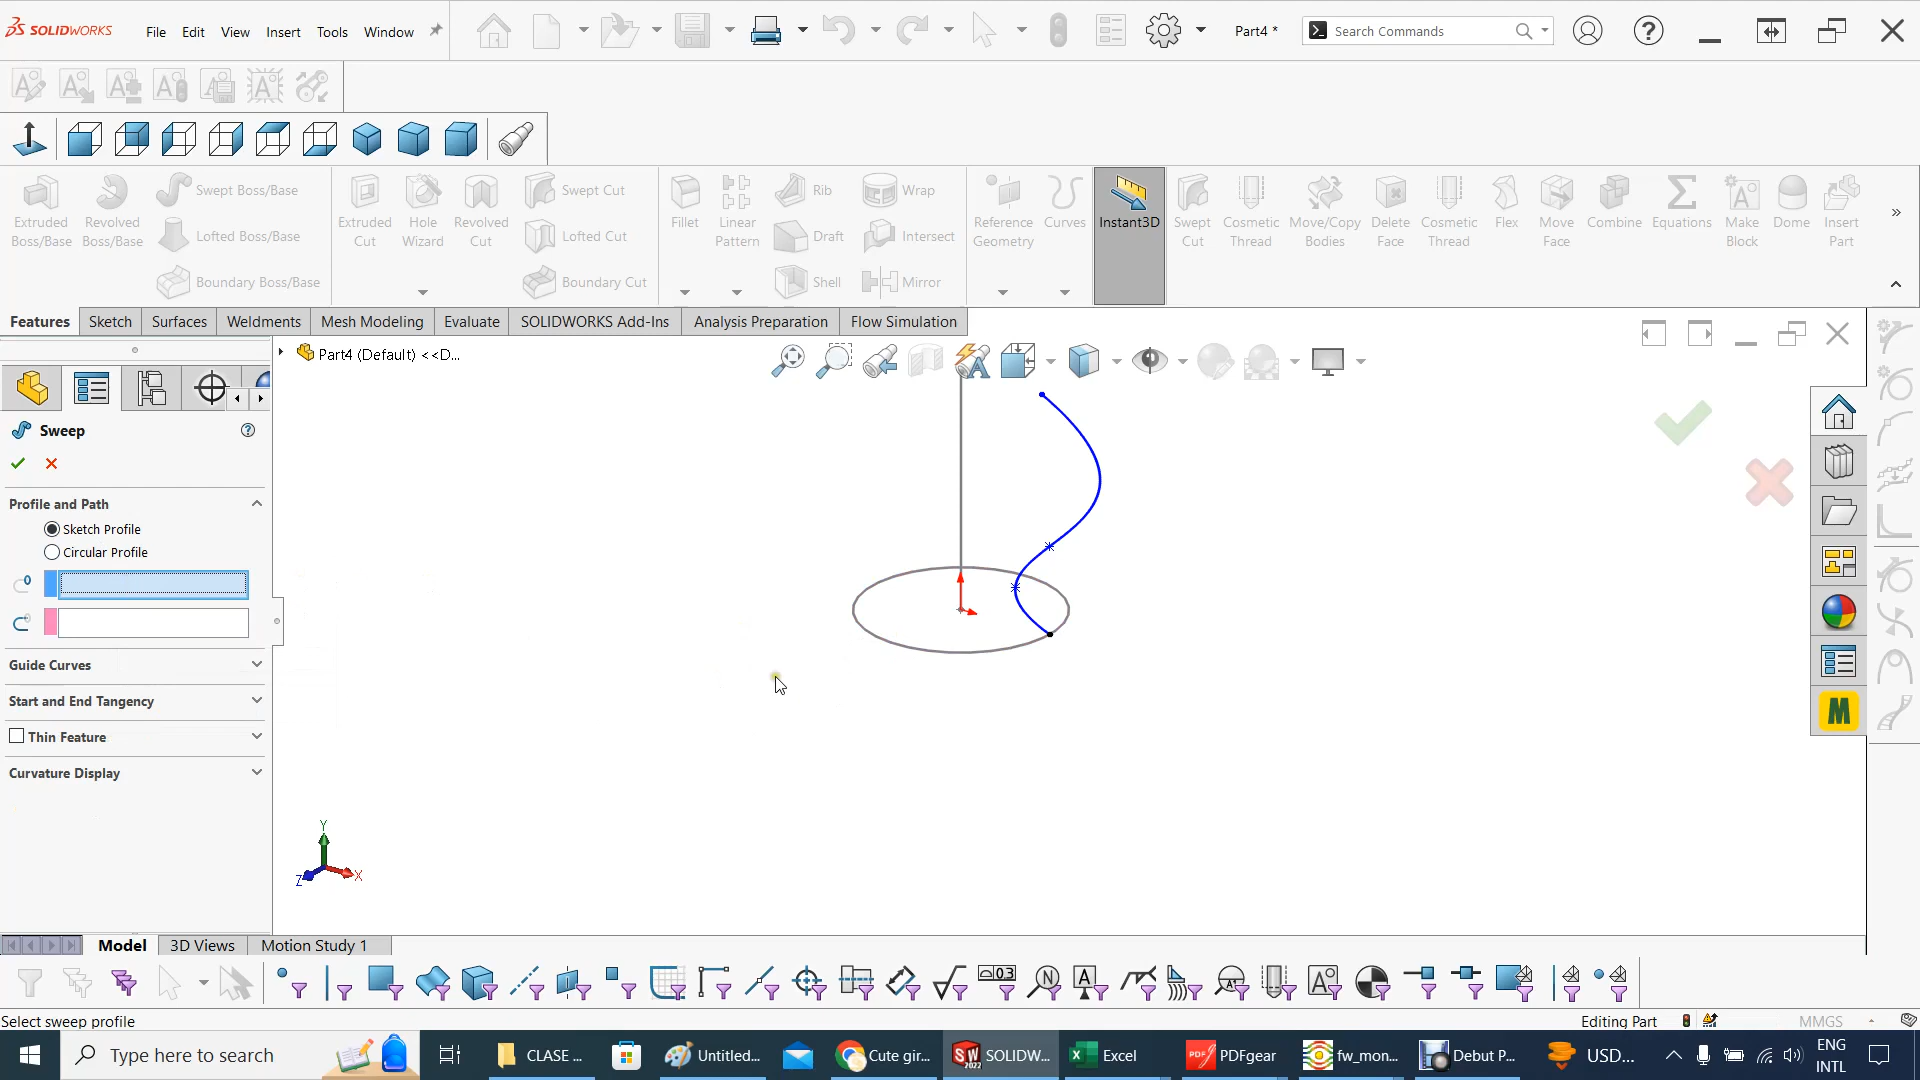 SOLIDWORKS File Edit View Insert Tools Window Part4 * Search Commands
Swept Boss/Base
Lofted Boss/Base
Boundary Boss/Base
Extruded Boss/Base
Revolved Boss/Base
Extruded Cut
Hole Wizard
Revolved Cut
Swept Cut
Lofted Cut
Boundary Cut
Fillet
Linear Pattern
Rib
Draft
Shell
Wrap
Intersect
Mirror
Reference Geometry
Curves
Instant3D
Swept Cut
Cosmetic Thread
Move/Copy Bodies
Delete Face
Cosmetic Thread
Flex
Move Face
Combine
Equations
Make Block
Dome
Insert Part
Features Sketch Surfaces Weldments Mesh Modeling Evaluate SOLIDWORKS Add-Ins Analysis Preparation Flow Simulation
Part4 (Default) <<D...
Sweep
Profile and Path
Sketch Profile
Circular Profile
Guide Curves
Start and End Tangency
Thin Feature
Curvature Display
Y
Z
X
M
Model 3D Views Motion Study 1
Select sweep profile Editing Part MMGS
Type here to search
CLASE ...
Untitled...
Cute gir...
SOLIDW...
Excel
PDFgear
fw_mon...
Debut P...
USD...
ENG
INTL